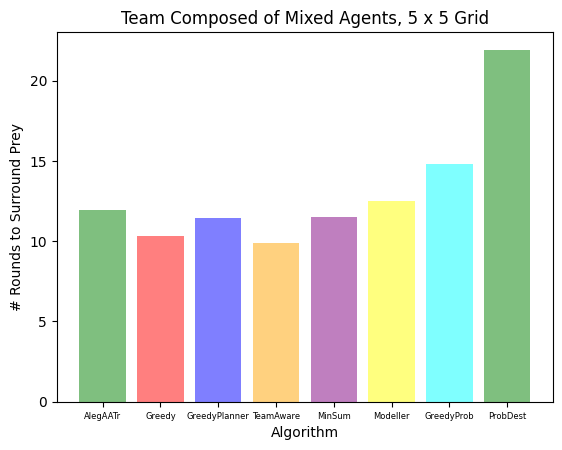 Team Composed of Mixed Agents, 5 x 5 Grid
# Rounds to Surround Prey
20
15
10
5
0
AlegAATr Greedy GreedyPlanner TeamAware MinSum Modeller GreedyProb ProbDest
Algorithm